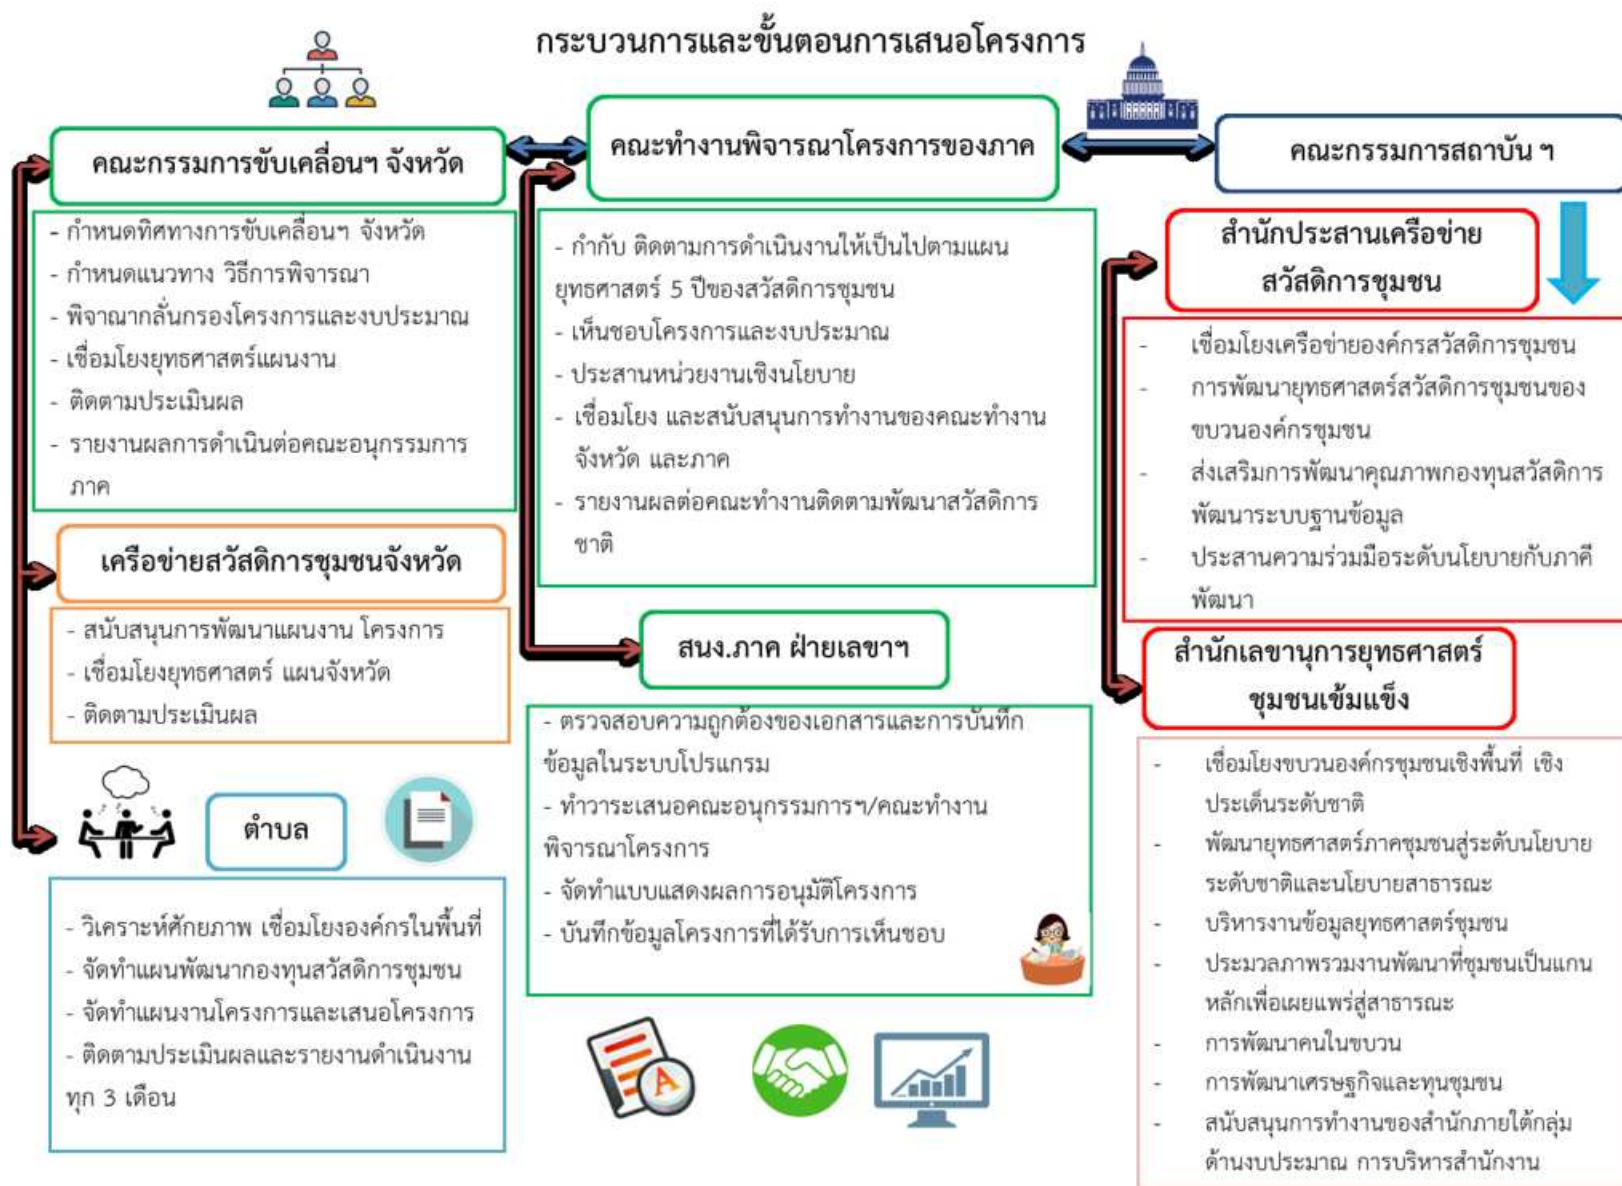 กระบวนการและขั้นตอนการเสนอโครงการ
คณะกรรมการขับเคลื่อนฯ จังหวัด
- กำหนดทิศทางการขับเคลื่อนฯ จังหวัด
- กำหนดแนวทาง วิธีการพิจารณา
- พิจาณากลั่นกรองโครงการและงบประมาณ
- เชื่อมโยงยุทธศาสตร์แผนงาน
- ติดตามประเมินผล
- รายงานผลการดำเนินต่อคณะอนุกรรมการ
ภาค
เครือข่ายสวัสดิการชุมชนจังหวัด
- สนับสนุนการพัฒนาแผนงาน โครงการ
- เชื่อมโยงยุทธศาสตร์ แผนจังหวัด
- ติดตามประเมินผล
ตำบล
- วิเคราะห์ศักยภาพ เชื่อมโยงองค์กรในพื้นที่
- จัดทำแผนพัฒนากองทุนสวัสดิการชุมชน
- จัดทำแผนงานโครงการและเสนอโครงการ
- ติดตามประเมินผลและรายงานดำเนินงาน
ทุก 3 เดือน
คณะทำงานพิจารณาโครงการของภาค
- กำกับ ติดตามการดำเนินงานให้เป็นไปตามแผน
ยุทธศาสตร์ 5 ปีของสวัสดิการชุมชน
- เห็นชอบโครงการและงบประมาณ
- ประสานหน่วยงานเชิงนโยบาย
- เชื่อมโยง และสนับสนุนการทำงานของคณะทำงาน
จังหวัด และภาค
- รายงานผลต่อคณะทำงานติดตามพัฒนาสวัสดิการ
ชาติ
สนง.ภาค ฝ่ายเลขาฯ
- ตรวจสอบความถูกต้องของเอกสารและการบันทึก
ข้อมูลในระบบโปรแกรม
- ทำวาระเสนอคณะอนุกรรมการฯ/คณะทำงาน
พิจารณาโครงการ
- จัดทำแบบแสดงผลการอนุมัติโครงการ
- บันทึกข้อมูลโครงการที่ได้รับการเห็นชอบ
A
คณะกรรมการสถาบัน ฯ
สำนักประสานเครือข่าย
สวัสดิการชุมชน
- เชื่อมโยงเครือข่ายองค์กรสวัสดิการชุมชน
- การพัฒนายุทธศาสตร์สวัสดิการชุมชนของ
ขบวนองค์กรชุมชน
- ส่งเสริมการพัฒนาคุณภาพกองทุนสวัสดิการ
พัฒนาระบบฐานข้อมูล
- ประสานความร่วมมือระดับนโยบายกับภาคี
พัฒนา
สำนักเลขานุการยุทธศาสตร์
ชุมชนเข้มแข็ง
- เชื่อมโยงขบวนองค์กรชุมชนเชิงพื้นที่ เชิง
ประเด็นระดับชาติ
- พัฒนายุทธศาสตร์ภาคชุมชนสู่ระดับนโยบาย
ระดับชาติและนโยบายสาธารณะ
- บริหารงานข้อมูลยุทธศาสตร์ชุมชน
- ประมวลภาพรวมงานพัฒนาที่ชุมชนเป็นแกน
หลักเพื่อเผยแพร่สู่สาธารณะ
- การพัฒนาคนในขบวน
- การพัฒนาเศรษฐกิจและทุนชุมชน
- สนับสนุนการทำงานของสำนักภายใต้กลุ่ม
ด้านงบประมาณ การบริหารสำนักงาน